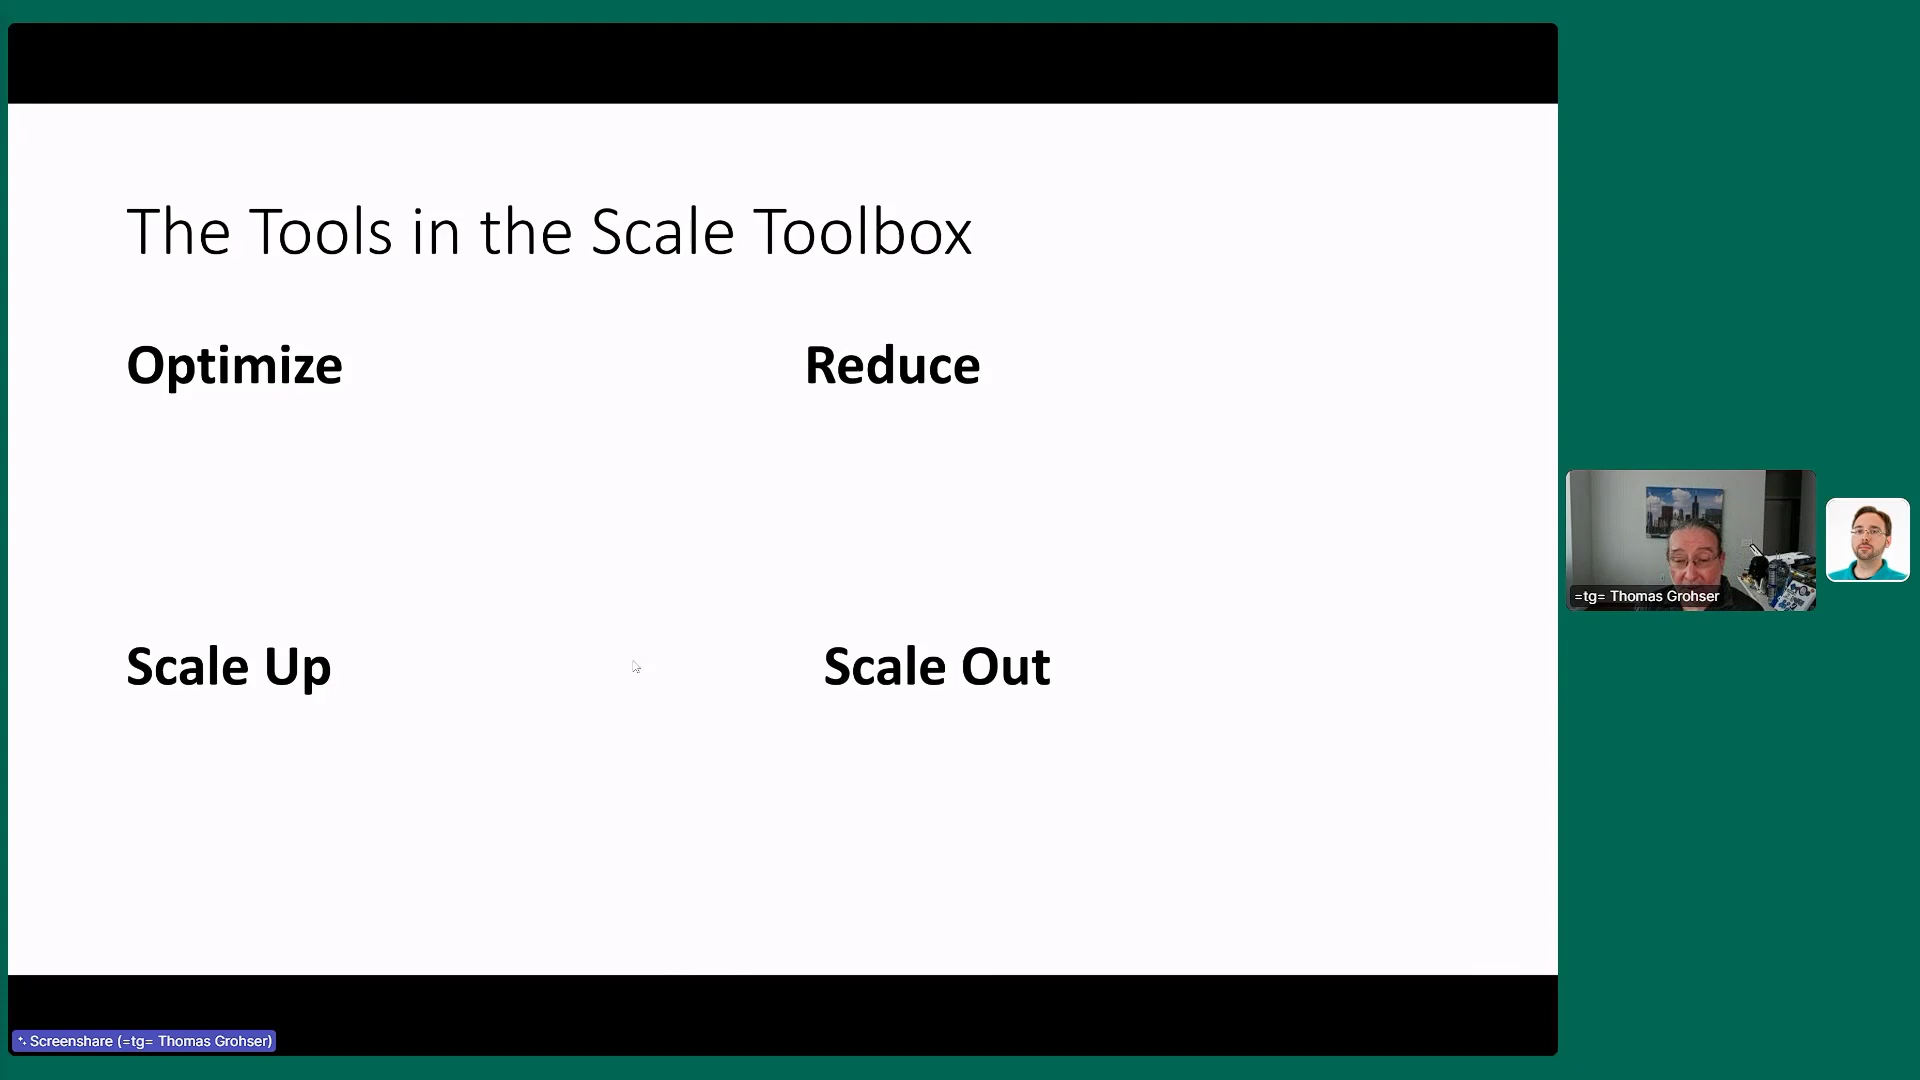 The Tools in the Scale Toolbox
Optimize
Reduce
Scale Up
Scale Out
=tg= Thomas Grohser
Screenshare (=tg= Thomas Grohser)